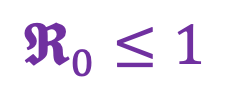 𝕽₀ ≤ 1